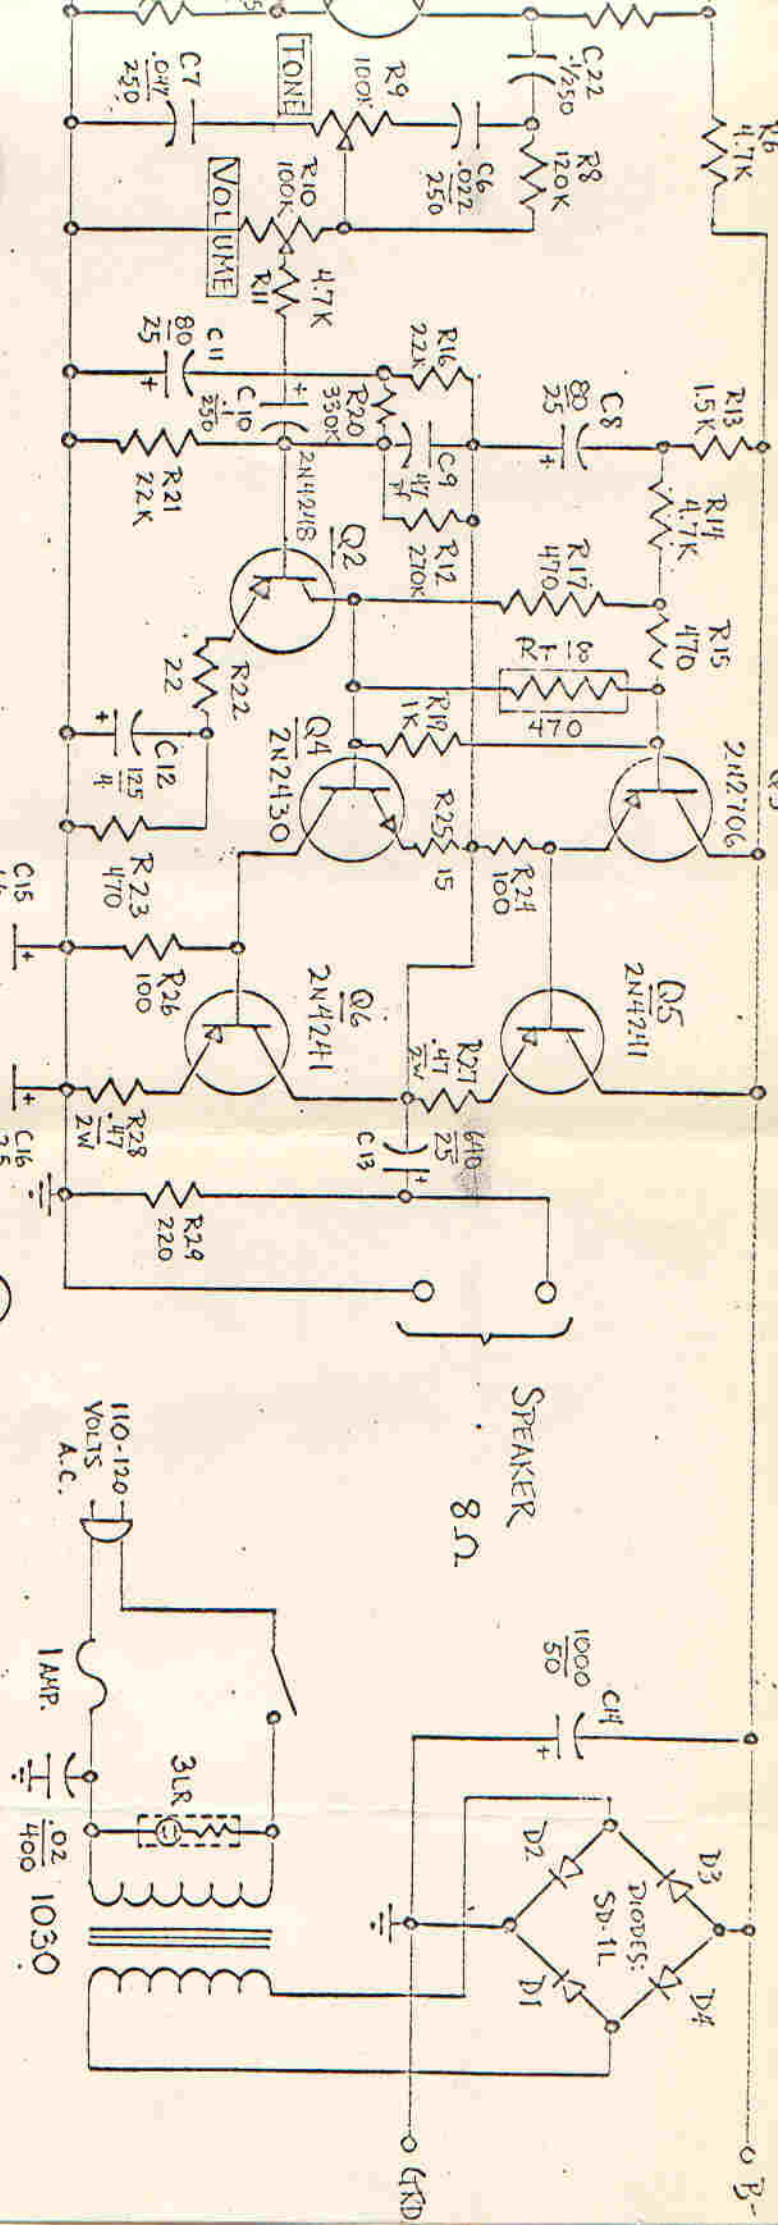 R6
4.7K
C22
.1/250
R8
120K
C6
.022
250
R9
100K
TONE
C7
.047
250
R10
100K
VOLUME
4.7K
R11
C11
80
25
+
C10
.1
250
+
R16
2.2K
R20
330K
C9
47
R12
270K
C8
80
25
+
R13
1.5K
R14
4.7K
R15
470
R17
470
470
R19
1K
R21
22K
2N4248
Q2
R22
22
C12
125
4
+
R23
470
Q4
2N2430
R25
15
R24
100
2N2706
Q5
2N4241
Q6
2N4241
R26
100
R27
.47
2W
R28
.47
2W
640
25
C13
+
R29
220
C15
+
C16
+
SPEAKER
8Ω
110-120
VOLTS
A.C.
1 AMP.
3LR
.02
400
1030
1000
50
C14
+
D2
D3
DIODES:
SD-1L
D1
D4
GRD
B-